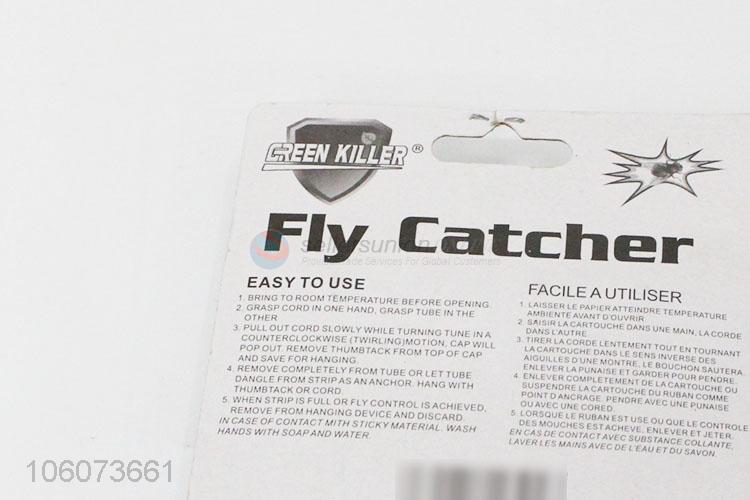 GREEN KILLER®
Fly Catcher
EASY TO USE
1. BRING TO ROOM TEMPERATURE BEFORE OPENING.
2. GRASP CORD IN ONE HAND, GRASP TUBE IN THE
OTHER
3. PULL OUT CORD SLOWLY WHILE TURNING TUNE IN A
COUNTERCLOCKWISE (TWIRLING)MOTION, CAP WILL
POP OUT. REMOVE THUMBTACK FROM TOP OF CAP
AND SAVE FOR HANGING.
4. REMOVE COMPLETELY FROM TUBE OR LET TUBE
DANGLE FROM STRIP AS AN ANCHOR. HANG WITH
THUMBTACK OR CORD.
5. WHEN STRIP IS FULL OR FLY CONTROL IS ACHIEVED,
REMOVE FROM HANGING DEVICE AND DISCARD.
IN CASE OF CONTACT MITH STICKY MATERIAL. WASH
HANDS WITH SOAP AND WATER.
FACILE A UTILISER
1. LAISSER LE PAPIER ATTEINDRE TEMPERATURE
AMBIENTE AVANT D'OUVRIR
2. SAISIR LA CARTOUCHE DANS UNE MAIN, LA CORDE
DANS L'AUTRE
3. TIRER LA CORDE LENTEMENT TOUT EN TOURNANT
LA CARTOUCHE DANS LE SENS INVERSE DES
AIGUILLES D'UNE MONTRE, LE BOUCHON SAUTERA.
ENLEVER LA PUNAISE ET GARDER POUR PENDRE.
4. ENLEVER COMPLETEMENT DE LA CARTOUCHE OU
SUSPENDRE LA CARTOUCHE DU RUBAN COMME
POINT D'ANCRAGE. PENDRE AVEC UNE PUNAISE
OU AVEC UNE CORED.
5. LORSQUE LE RUBAN EST USE OU QUE LE CONTROLE
DES MOUCHES EST ACHEVE, ENLEVER ET JETER.
EN CAS DE CONTACT AVEC SUBSTANCE COLLANTE,
LAVER LES MAINS AVEC DE L'EAU ET DU SAVON.
Provide Trade Services For Global Customers
106073661